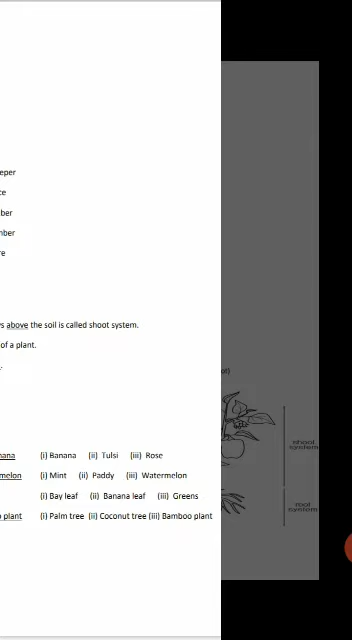 eper
ce
ber
nber
re
s above the soil is called shoot system.
of a plant.
ot)
shoot
system
nana (i) Banana (ii) Tulsi (iii) Rose
melon (i) Mint (ii) Paddy (iii) Watermelon
(i) Bay leaf (ii) Banana leaf (iii) Greens
root
system
o plant (i) Palm tree (ii) Coconut tree (iii) Bamboo plant